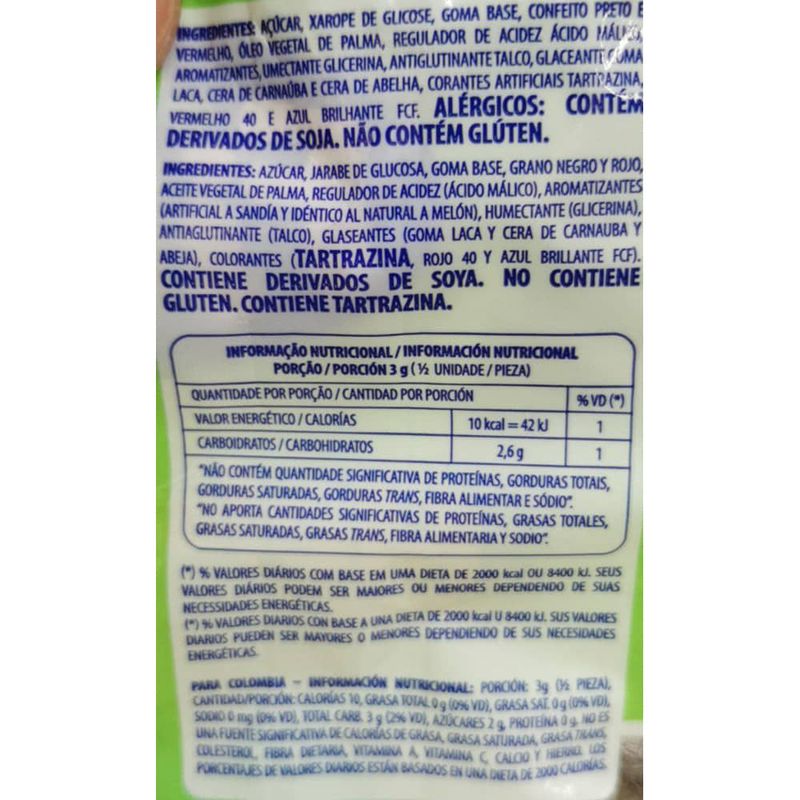 INGREDIENTES: AÇÚCAR, XAROPE DE GLICOSE, GOMA BASE, CONFEITO PRETO E
VERMELHO, ÓLEO VEGETAL DE PALMA, REGULADOR DE ACIDEZ ÁCIDO MÁLICO,
AROMATIZANTES, UMECTANTE GLICERINA, ANTIGLUTINANTE TALCO, GLACEANTE GOMA
LACA, CERA DE CARNAÚBA E CERA DE ABELHA, CORANTES ARTIFICIAIS TARTRAZINA,
VERMELHO 40 E AZUL BRILHANTE FCF. ALÉRGICOS: CONTÉM
DERIVADOS DE SOJA. NÃO CONTÉM GLÚTEN.
INGREDIENTES: AZÚCAR, JARABE DE GLUCOSA, GOMA BASE, GRANO NEGRO Y ROJO,
ACEITE VEGETAL DE PALMA, REGULADOR DE ACIDEZ (ÁCIDO MÁLICO), AROMATIZANTES
(ARTIFICIAL A SANDÍA Y IDÉNTICO AL NATURAL A MELÓN), HUMECTANTE (GLICERINA),
ANTIAGLUTINANTE (TALCO), GLASEANTES (GOMA LACA Y CERA DE CARNAUBA Y
ABEJA), COLORANTES (TARTRAZINA, ROJO 40 Y AZUL BRILLANTE FCF).
CONTIENE DERIVADOS DE SOYA. NO CONTIENE
GLUTEN. CONTIENE TARTRAZINA.
INFORMAÇÃO NUTRICIONAL / INFORMACIÓN NUTRICIONAL
PORÇÃO / PORCIÓN 3 g ( ½ UNIDADE / PIEZA)
QUANTIDADE POR PORÇÃO / CANTIDAD POR PORCIÓN % VD (*)
VALOR ENERGÉTICO / CALORÍAS 10 kcal = 42 kJ 1
CARBOIDRATOS / CARBOHIDRATOS 2,6 g 1
"NÃO CONTÉM QUANTIDADE SIGNIFICATIVA DE PROTEÍNAS, GORDURAS TOTAIS,
GORDURAS SATURADAS, GORDURAS TRANS, FIBRA ALIMENTAR E SÓDIO".
"NO APORTA CANTIDADES SIGNIFICATIVAS DE PROTEÍNAS, GRASAS TOTALES,
GRASAS SATURADAS, GRASAS TRANS, FIBRA ALIMENTARIA Y SODIO".
(*) % VALORES DIÁRIOS COM BASE EM UMA DIETA DE 2000 kcal OU 8400 kJ. SEUS
VALORES DIÁRIOS PODEM SER MAIORES OU MENORES DEPENDENDO DE SUAS
NECESSIDADES ENERGÉTICAS.
(*) % VALORES DIARIOS CON BASE A UNA DIETA DE 2000 kcal U 8400 kJ. SUS VALORES
DIARIOS PUEDEN SER MAYORES O MENORES DEPENDIENDO DE SUS NECESIDADES
ENERGÉTICAS.
PARA COLOMBIA – INFORMACIÓN NUTRICIONAL: PORCIÓN: 3g (½ PIEZA),
CANTIDAD/PORCIÓN: CALORÍAS 10, GRASA TOTAL 0 g (0% VD), GRASA SAT. 0 g (0% VD),
SODIO 0 mg (0% VD), TOTAL CARB. 3 g (2% VD), AZÚCARES 2 g, PROTEÍNA 0 g, NO ES
UNA FUENTE SIGNIFICATIVA DE CALORÍAS DE GRASA, GRASA SATURADA, GRASA TRANS,
COLESTEROL, FIBRA DIETARIA, VITAMINA A, VITAMINA C, CALCIO Y HIERRO. LOS
PORCENTAJES DE VALORES DIARIOS ESTÁN BASADOS EN UNA DIETA DE 2000 CALORÍAS.